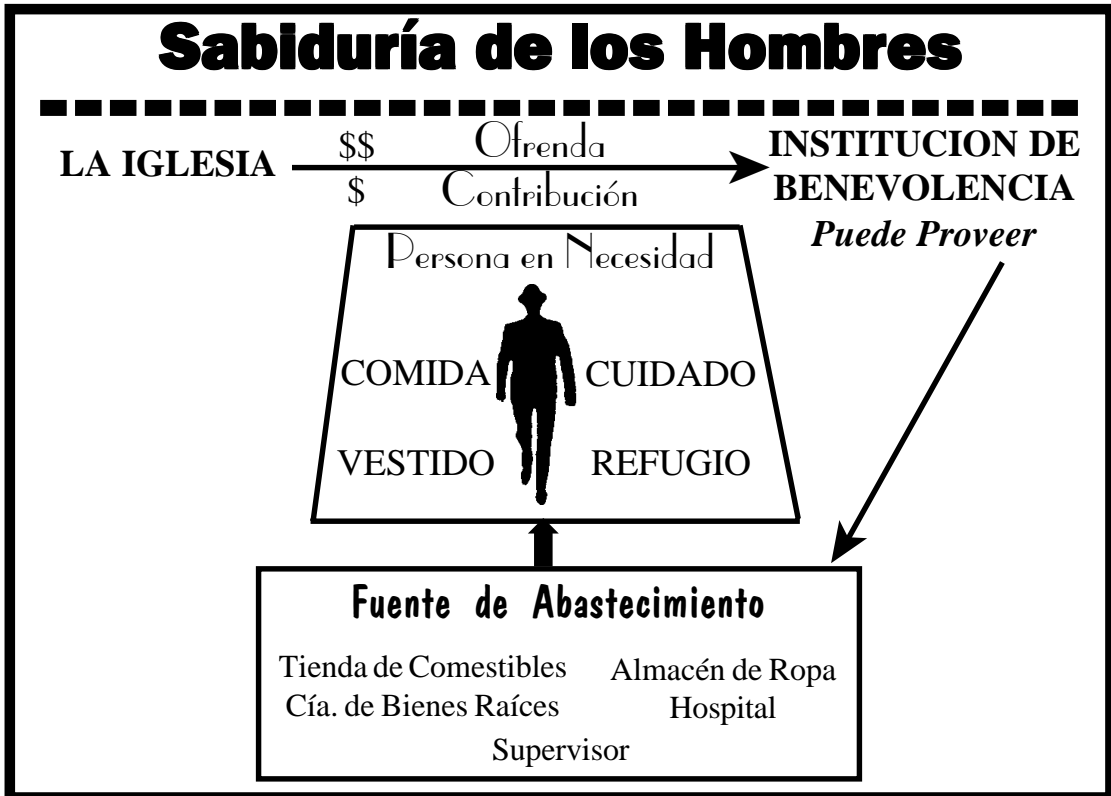 Sabiduría de los Hombres
LA IGLESIA
$$ Ofrenda
$ Contribución
INSTITUCION DE
BENEVOLENCIA
Puede Proveer
Persona en Necesidad
COMIDA CUIDADO
VESTIDO REFUGIO
Fuente de Abastecimiento
Tienda de Comestibles Almacén de Ropa
Cía. de Bienes Raíces Hospital
Supervisor